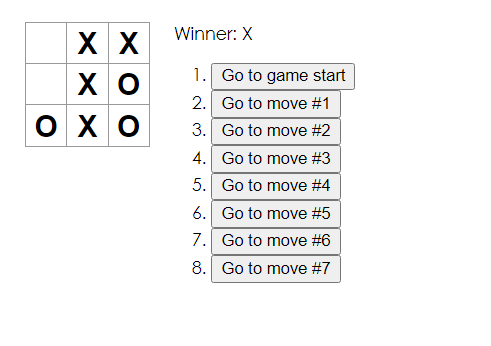 X X
X O
O X O
Winner: X
1. Go to game start
2. Go to move #1
3. Go to move #2
4. Go to move #3
5. Go to move #4
6. Go to move #5
7. Go to move #6
8. Go to move #7